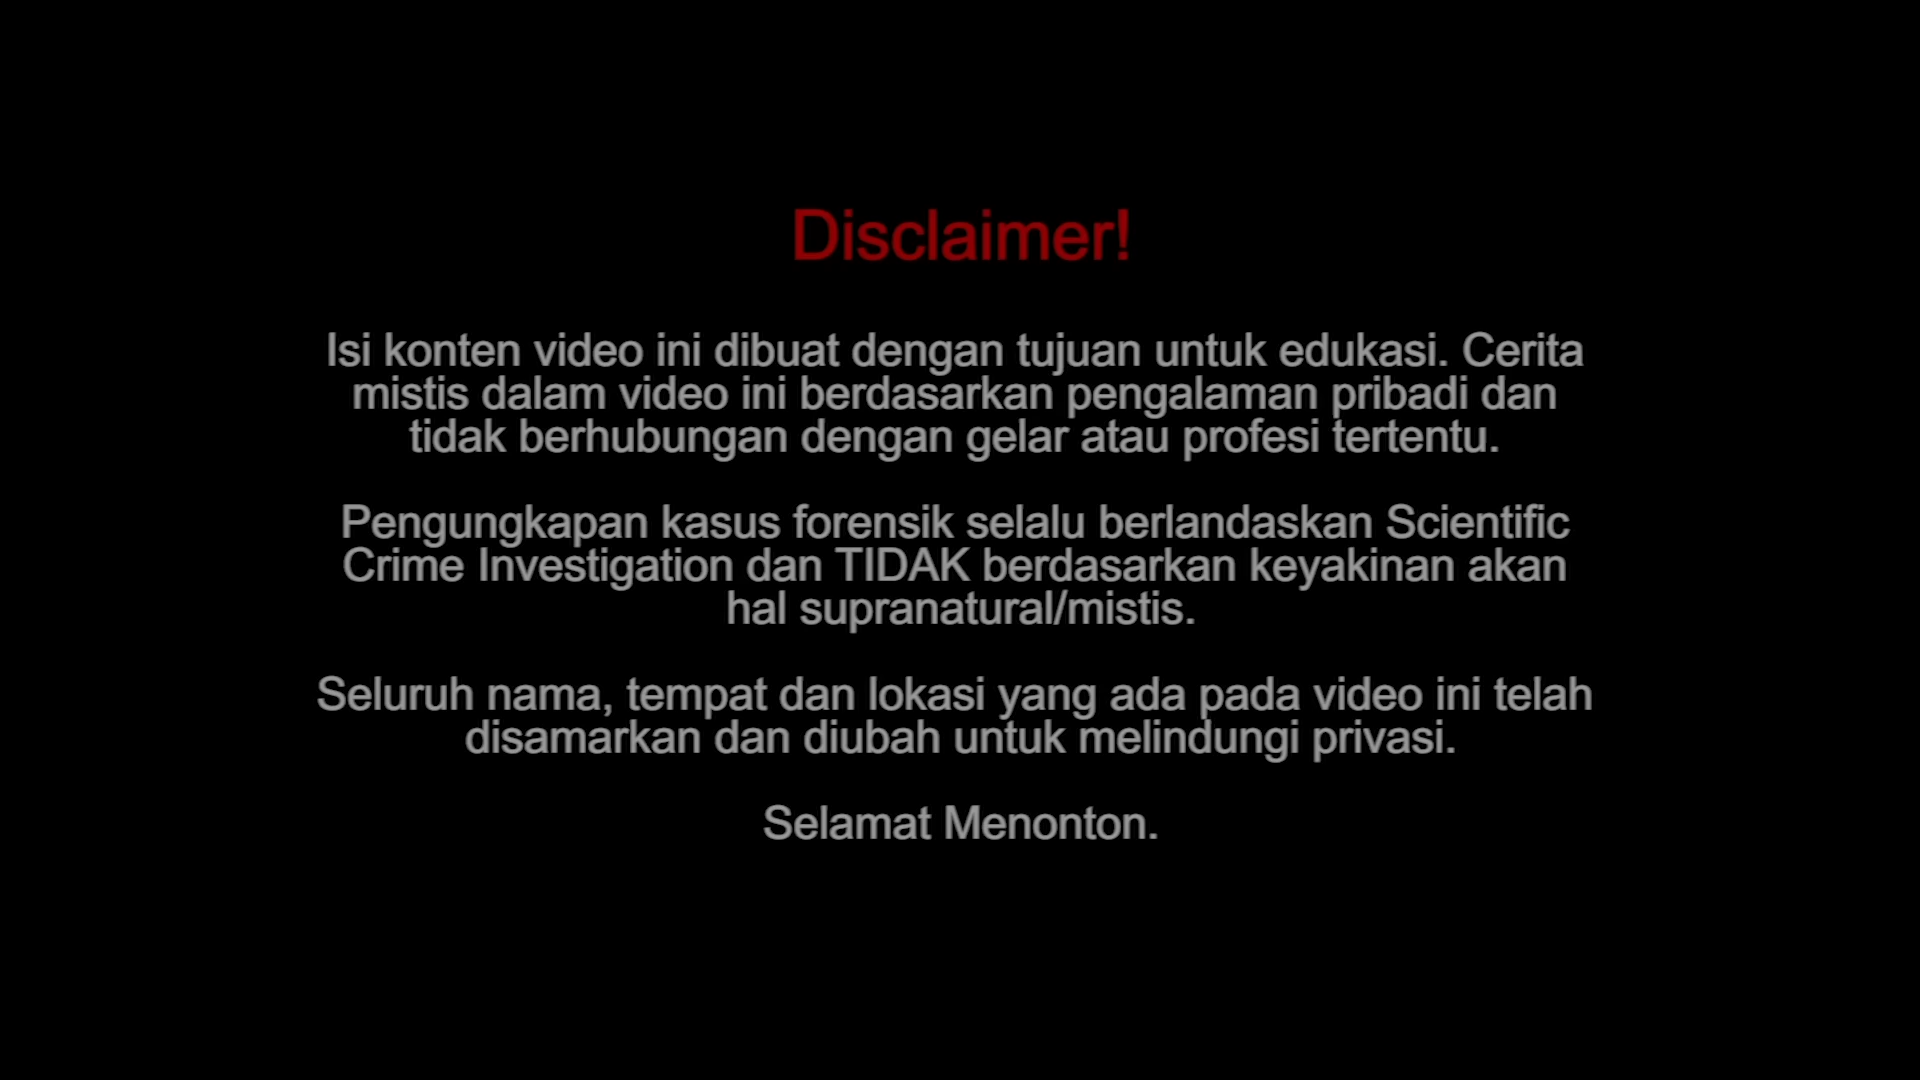 Disclaimer!
Isi konten video ini dibuat dengan tujuan untuk edukasi. Cerita
mistis dalam video ini berdasarkan pengalaman pribadi dan
tidak berhubungan dengan gelar atau profesi tertentu.
Pengungkapan kasus forensik selalu berlandaskan Scientific
Crime Investigation dan TIDAK berdasarkan keyakinan akan
hal supranatural/mistis.
Seluruh nama, tempat dan lokasi yang ada pada video ini telah
disamarkan dan diubah untuk melindungi privasi.
Selamat Menonton.